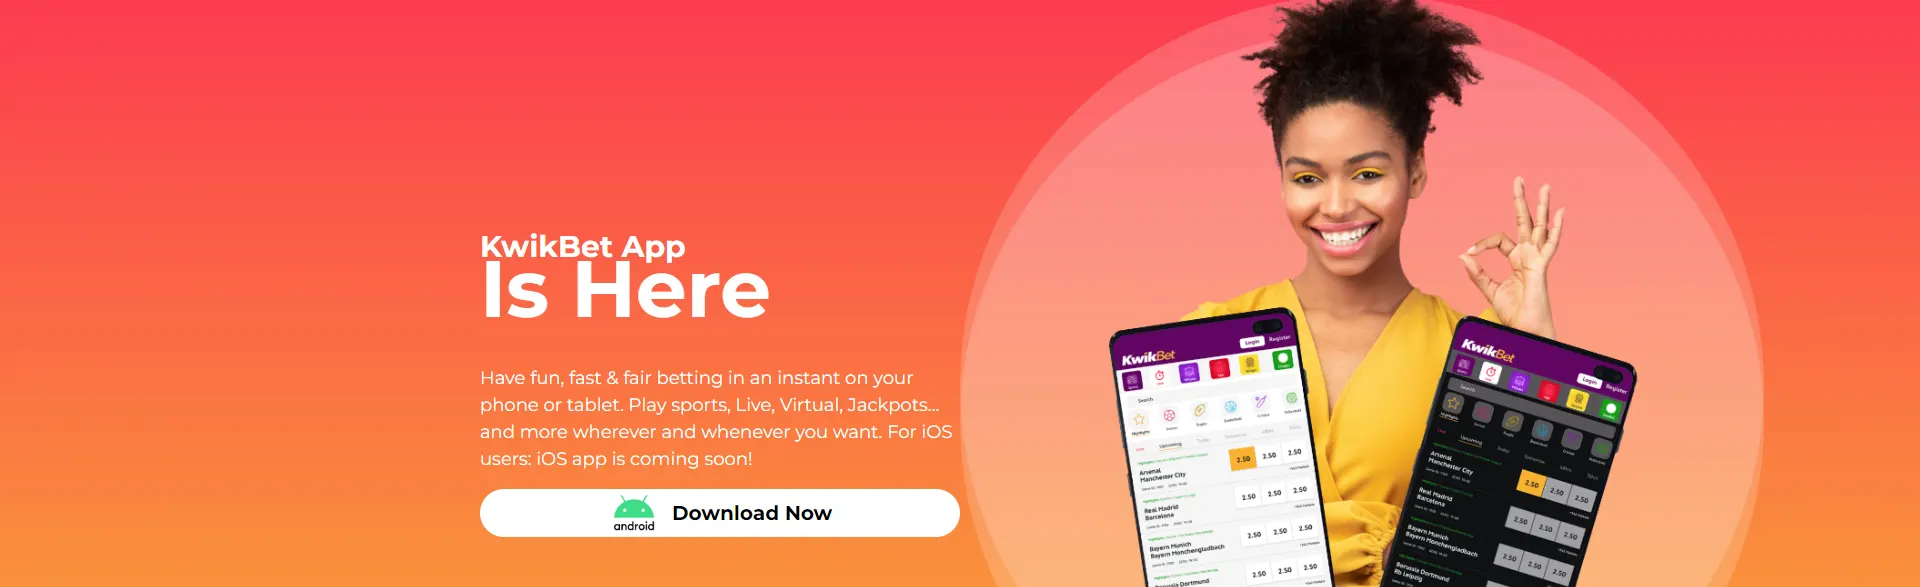 KwikBet App
Is Here
Have fun, fast & fair betting in an instant on your
phone or tablet. Play sports, Live, Virtual, Jackpots...
and more wherever and whenever you want. For iOS
users: iOS app is coming soon!
android
Download Now
KwikBet
Login
Register
Search
Highlights
Upcoming
Today
Arsenal
Manchester City
2.50
2.50
2.50
Real Madrid
Barcelona
2.50
2.50
2.50
Bayern Munich
Bayern Monchengladbach
2.50
2.50
2.50
Borussia Dortmund
2.50
2.50
2.50
KwikBet
Login
Register
Search
Highlights
Upcoming
Today
Arsenal
Manchester City
2.50
2.50
2.50
Real Madrid
Barcelona
2.50
2.50
2.50
Bayern Munich
Bayern Monchengladbach
2.50
2.50
2.50
Borussia Dortmund
Rb Leipzig